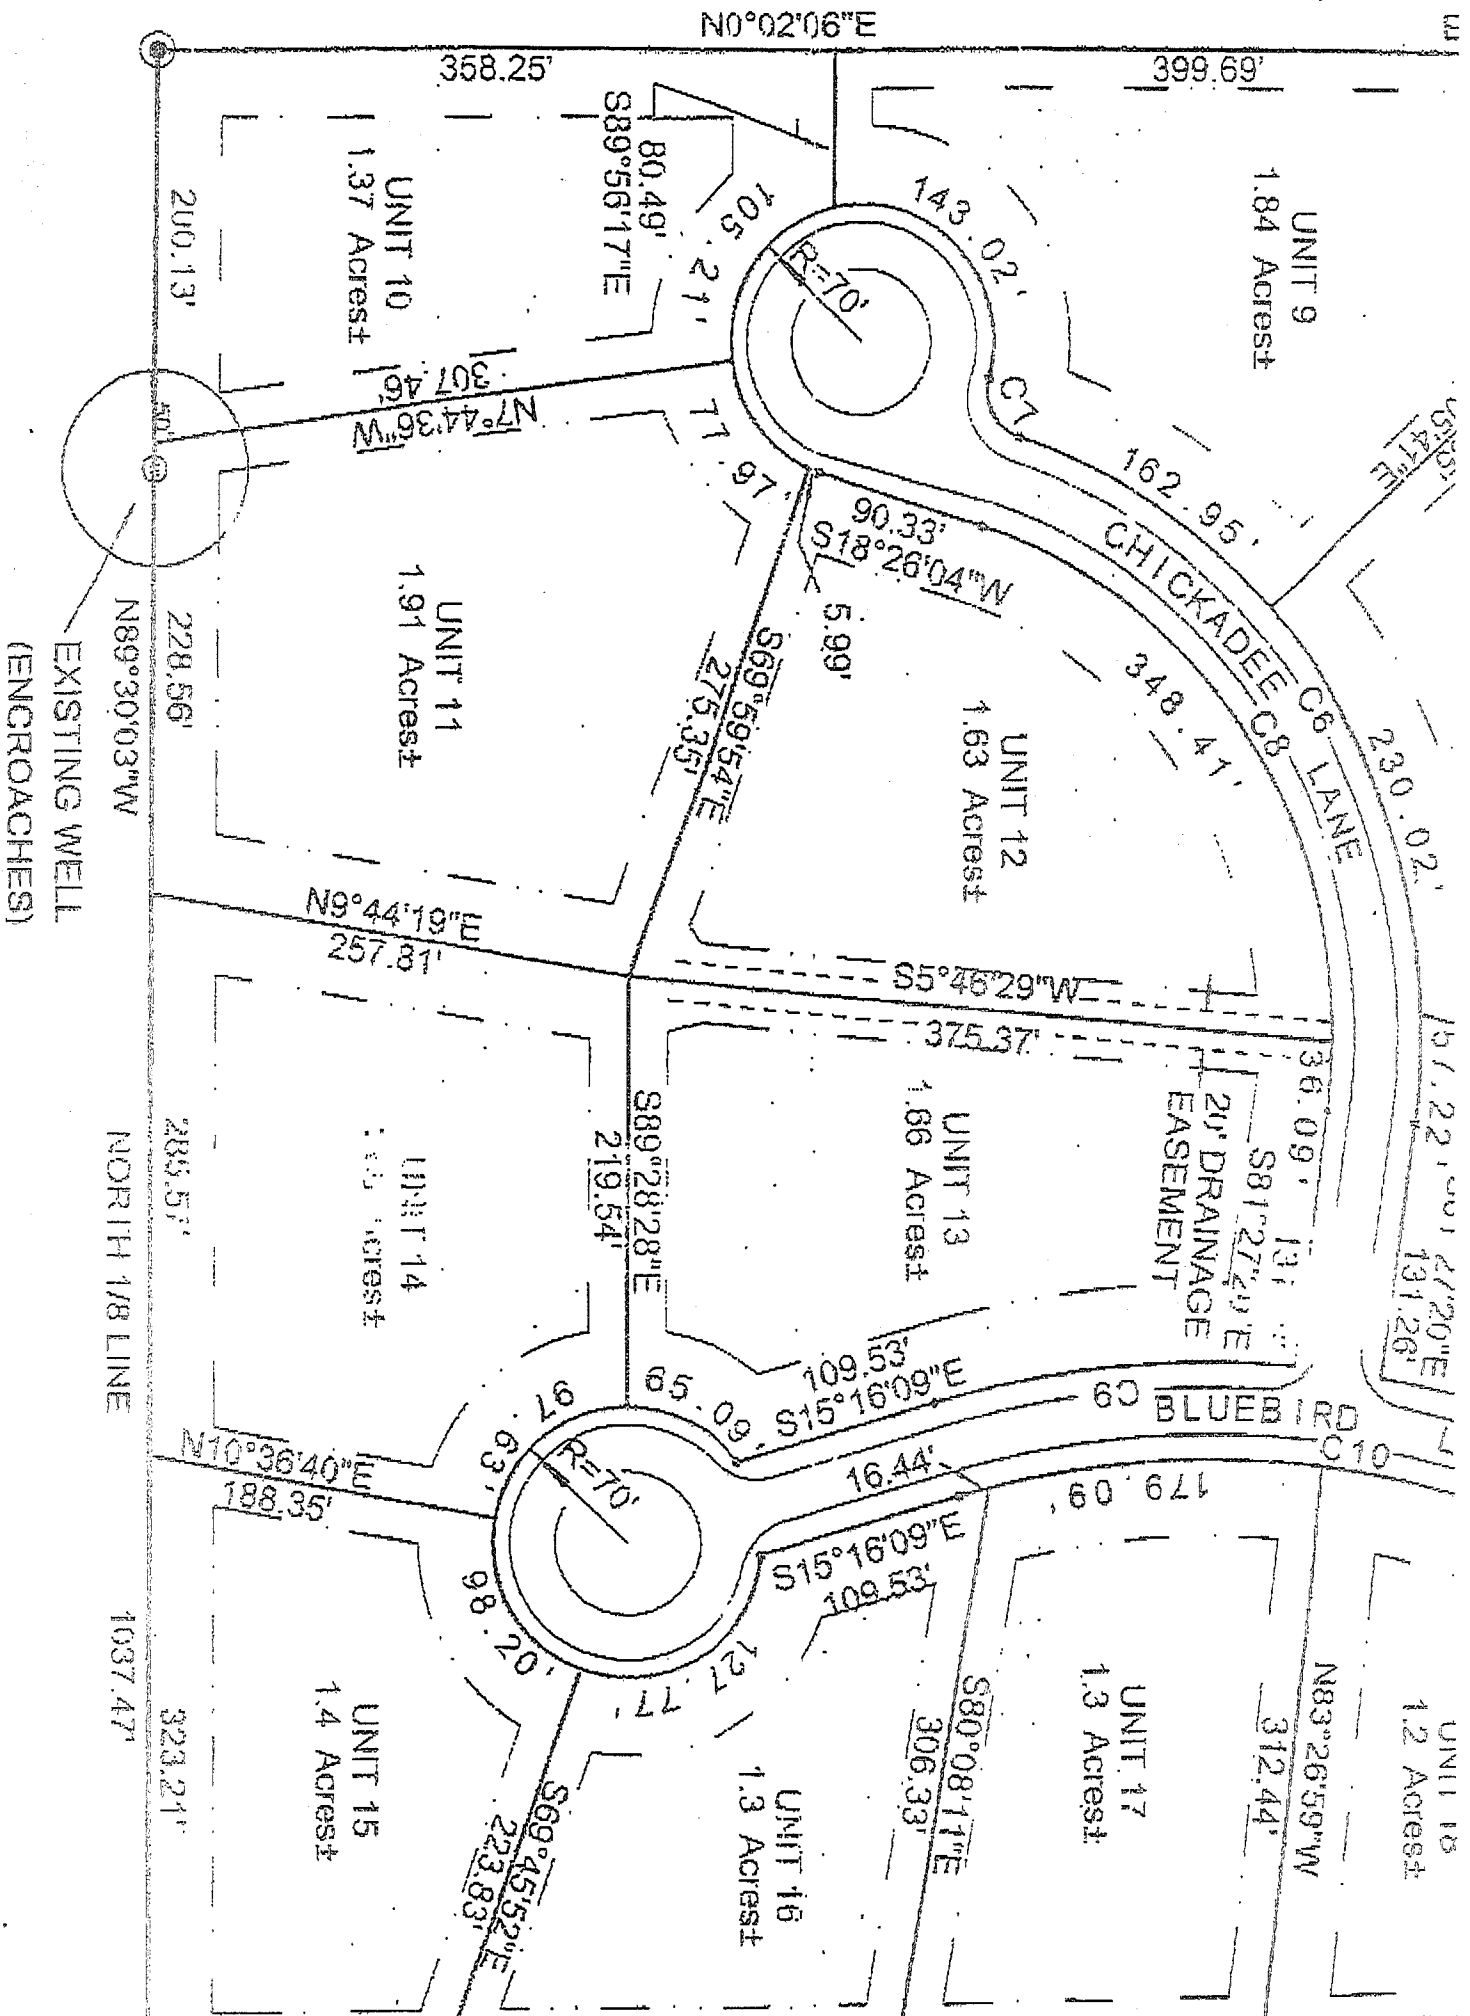 N0°02'06"E
358.25'
399.69'
UNIT 9
1.84 Acres±
UNIT 10
1.37 Acres±
80.49'
S89°56'17"E
200.13'
105.21'
143.02'
R=70'
C7
162.95'
307.46'
N7°44'36"W
77.97'
90.33'
S18°26'04"W
5.99'
CHICKADEE LANE
C6
C8
348.41'
230.02'
UNIT 11
1.91 Acres±
S69°59'54"E
275.35'
UNIT 12
1.63 Acres±
228.56'
N89°30'03"W
EXISTING WELL
(ENCROACHES)
N9°44'19"E
257.81'
S5°46'29"W
375.37'
36.09'
131.26'
20' DRAINAGE
EASEMENT
UNIT 13
1.66 Acres±
S89°28'28"E
219.54'
UNIT 14
Acres±
285.57'
NORTH 1/8 LINE
1037.47'
109.53'
S15°16'09"E
65.09'
97.63'
R=70'
C9
BLUEBIRD
C10
16.44'
179.09'
S15°16'09"E
109.53'
N10°36'40"E
188.35'
98.20'
127.77'
UNIT 15
1.4 Acres±
323.21'
S69°45'52"E
223.83'
UNIT 16
1.3 Acres±
S80°08'11"E
306.33'
UNIT 17
1.3 Acres±
N83°26'59"W
312.44'
UNIT 18
1.2 Acres±